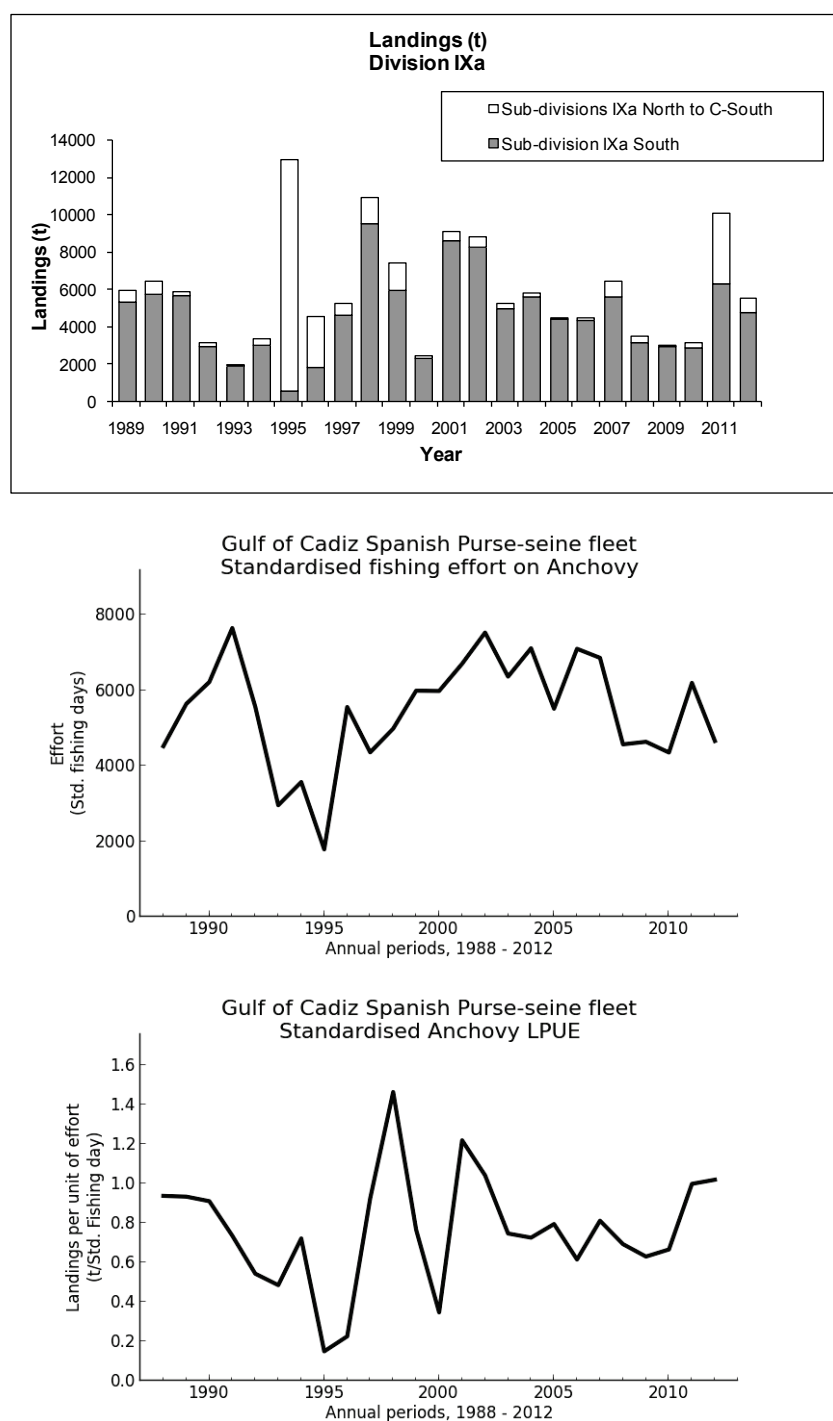 Landings (t)
Division IXa
Sub-divisions IXa North to C-South
Sub-division IXa South
14000
12000
10000
8000
6000
4000
2000
0
Landings (t)
1989 1991 1993 1995 1997 1999 2001 2003 2005 2007 2009 2011
Year
Gulf of Cadiz Spanish Purse-seine fleet
Standardised fishing effort on Anchovy
8000
6000
4000
2000
0
Effort
(Std. fishing days)
1990 1995 2000 2005 2010
Annual periods, 1988 - 2012
Gulf of Cadiz Spanish Purse-seine fleet
Standardised Anchovy LPUE
1.6
1.4
1.2
1.0
0.8
0.6
0.4
0.2
0.0
Landings per unit of effort
(t/Std. Fishing day)
1990 1995 2000 2005 2010
Annual periods, 1988 - 2012